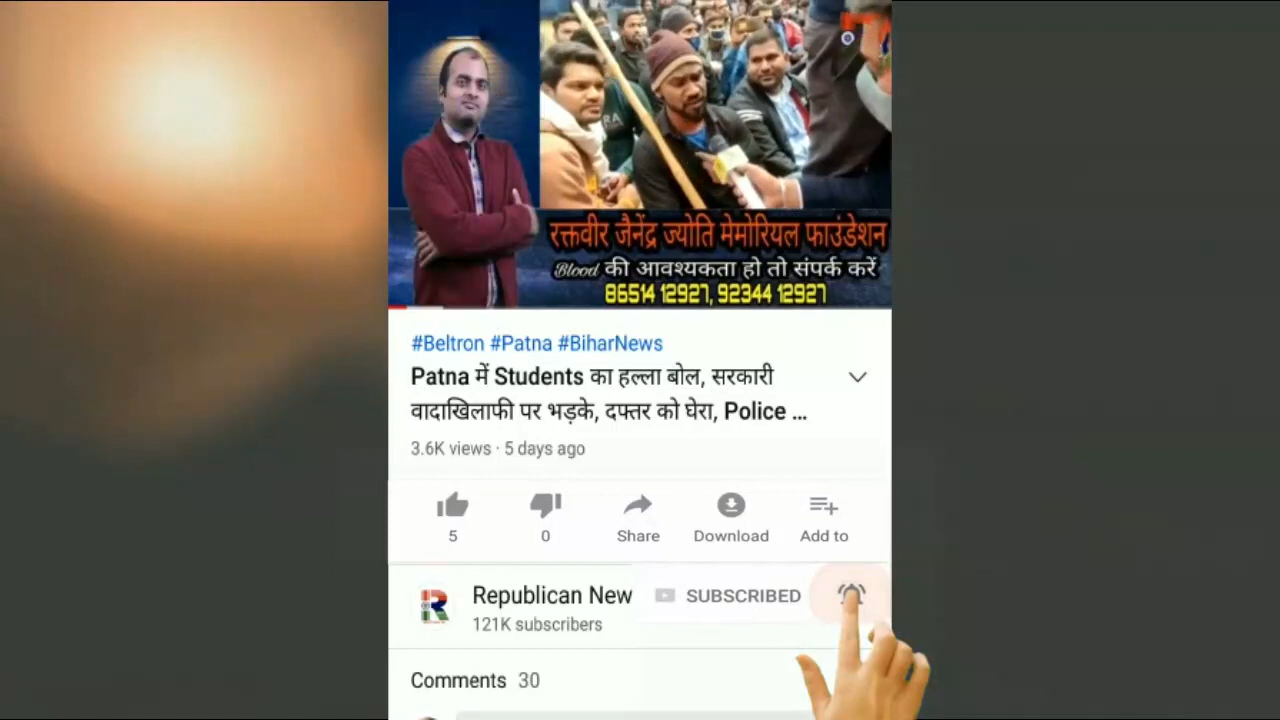 RA
रक्तवीर जैनेंद्र ज्योति मेमोरियल फाउंडेशन
Blood की आवश्यकता हो तो संपर्क करें
86514 12927, 92344 12927
#Beltron #Patna #BiharNews
Patna में Students का हल्ला बोल, सरकारी
वादाखिलाफी पर भड़के, दफ्तर को घेरा, Police ...
3.6K views · 5 days ago
5
0
Share
Download
Add to
Republican New
SUBSCRIBED
121K subscribers
Comments 30